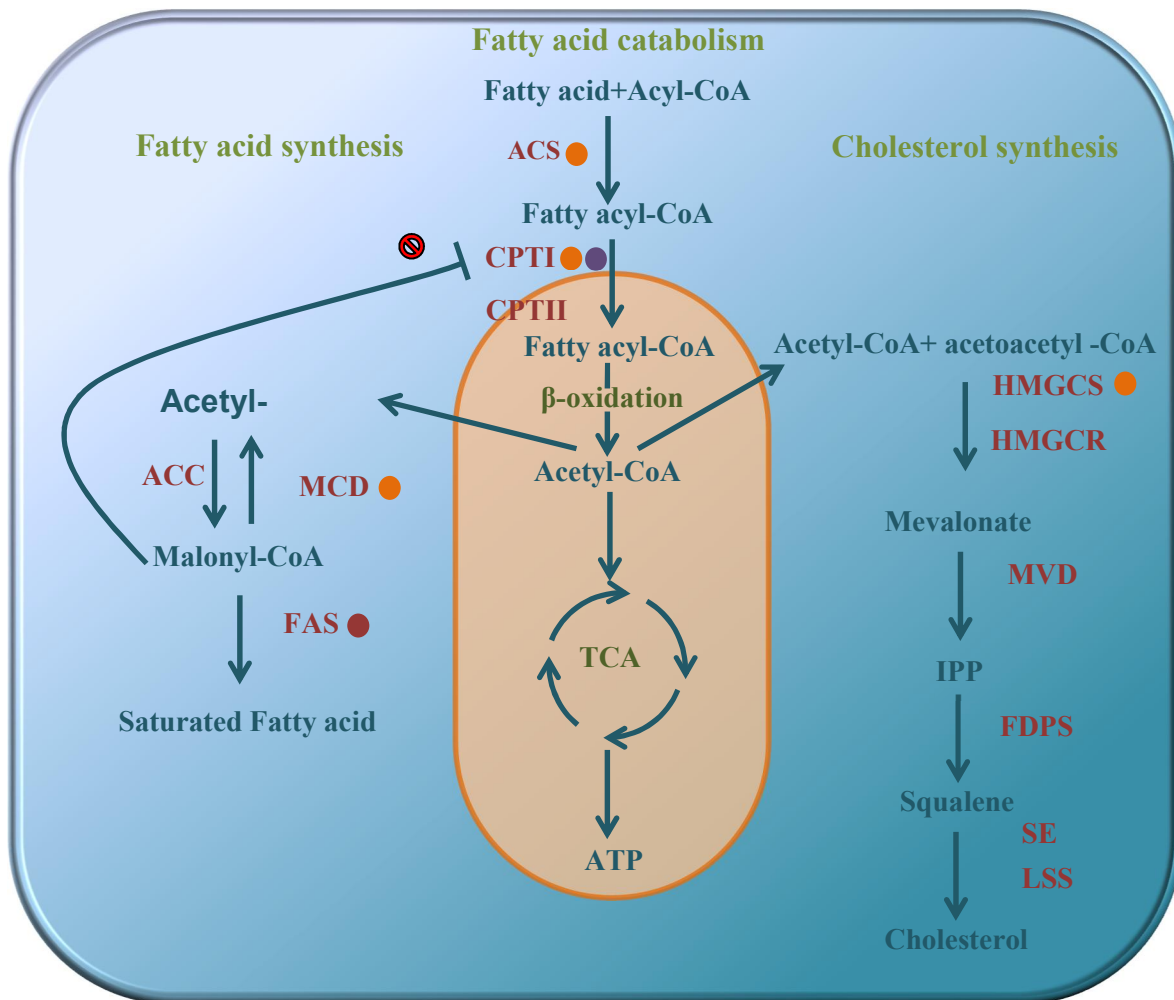 Fatty acid catabolism
Fatty acid+Acyl-CoA
Fatty acid synthesis
Cholesterol synthesis
ACS
Fatty acyl-CoA
CPTI
CPTII
Fatty acyl-CoA
Acetyl-CoA+ acetoacetyl -CoA
HMGCS
β-oxidation
Acetyl-
HMGCR
Acetyl-CoA
ACC
MCD
Mevalonate
Malonyl-CoA
MVD
FAS
TCA
IPP
Saturated Fatty acid
FDPS
Squalene
SE
ATP
LSS
Cholesterol